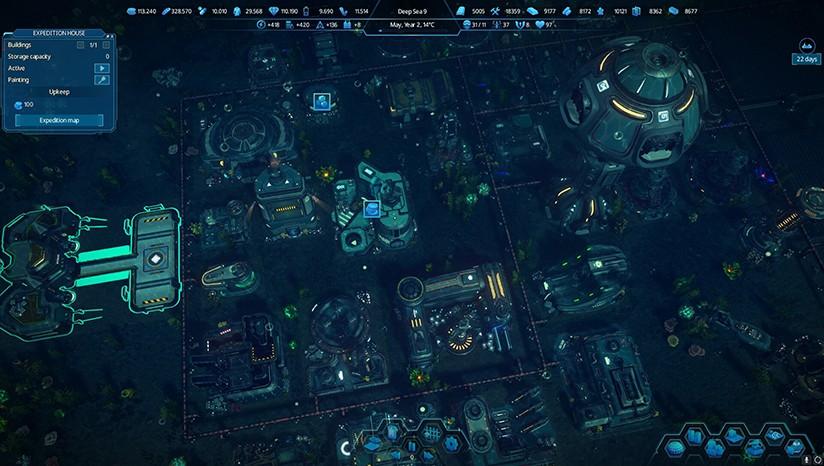 113.240 328.570 10.010 29.568 110.190 9.690 11.514 Deep Sea 9 5005 18359 9177 8172 10121 8362 8677
+418 +420 +136 +8 May, Year 2, 14°C 31 / 11 37 8 97
EXPEDITION HOUSE
Buildings 1/1
Storage capacity 0
Active
Painting
Upkeep
100
Expedition map
22 days